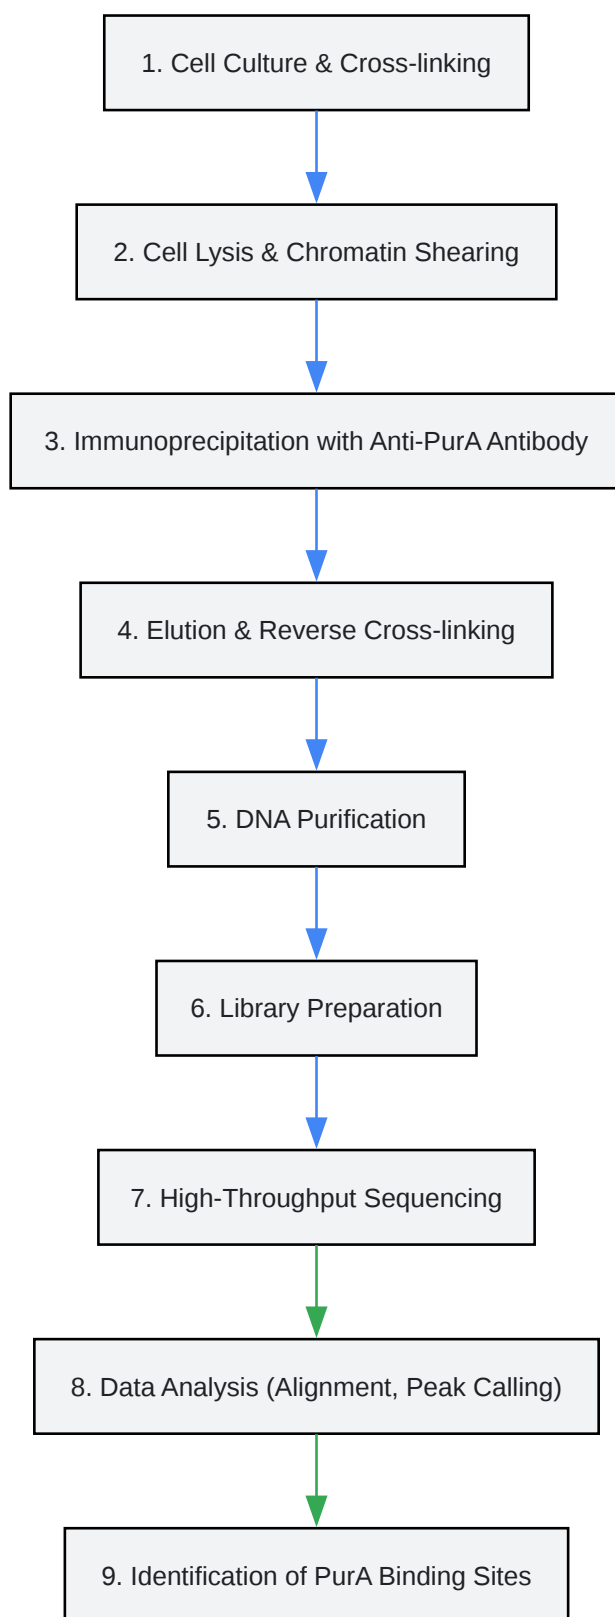 1. Cell Culture & Cross-linking
2. Cell Lysis & Chromatin Shearing
3. Immunoprecipitation with Anti-PurA Antibody
4. Elution & Reverse Cross-linking
5. DNA Purification
6. Library Preparation
7. High-Throughput Sequencing
8. Data Analysis (Alignment, Peak Calling)
9. Identification of PurA Binding Sites